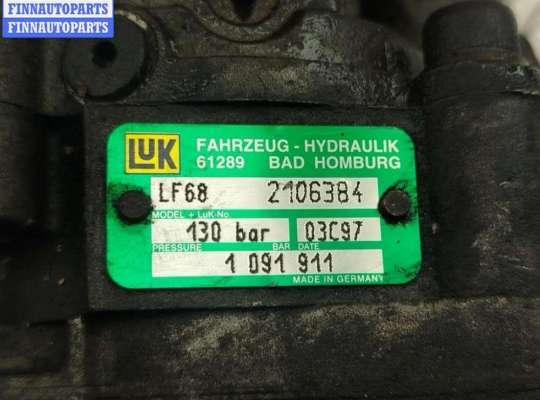 FINNAUTOPARTS
FINNAUTOPARTS
LUK FAHRZEUG - HYDRAULIK
61289 BAD HOMBURG
LF68 2106384
MODEL + LuK-No.
130 bar 03C97
PRESSURE BAR DATE
1 091 911
MADE IN GERMANY